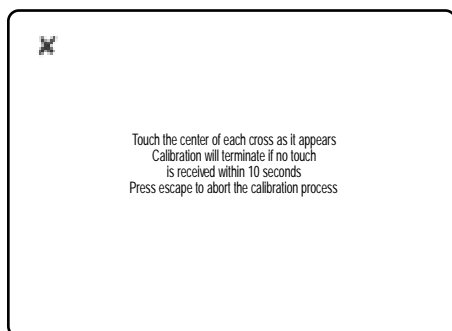 Touch the center of each cross as it appears
Calibration will terminate if no touch
is received within 10 seconds
Press escape to abort the calibration process